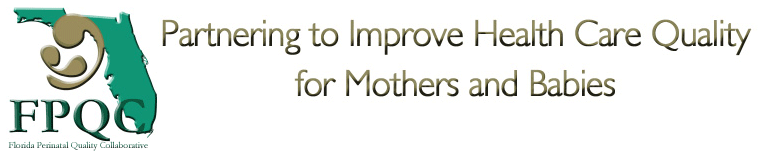 Partnering to Improve Health Care Quality
for Mothers and Babies
FPQC
Florida Perinatal Quality Collaborative